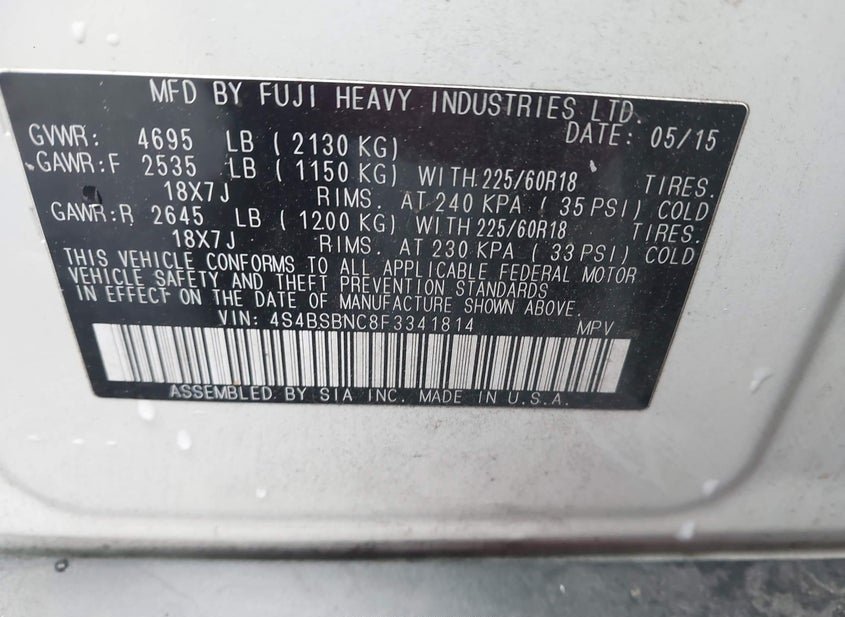 MFD BY FUJI HEAVY INDUSTRIES LTD.
DATE: 05/15
GVWR: 4695 LB ( 2130 KG)
GAWR:F 2535 LB ( 1150 KG) WITH 225/60R18 TIRES.
18X7J RIMS. AT 240 KPA ( 35 PSI) COLD
GAWR:R 2645 LB ( 1200 KG) WITH 225/60R18 TIRES.
18X7J RIMS. AT 230 KPA ( 33 PSI) COLD
THIS VEHICLE CONFORMS TO ALL APPLICABLE FEDERAL MOTOR
VEHICLE SAFETY AND THEFT PREVENTION STANDARDS
IN EFFECT ON THE DATE OF MANUFACTURE SHOWN ABOVE.
VIN: 4S4BSBNC8F3341814 MPV
ASSEMBLED BY SIA INC. MADE IN U.S.A.